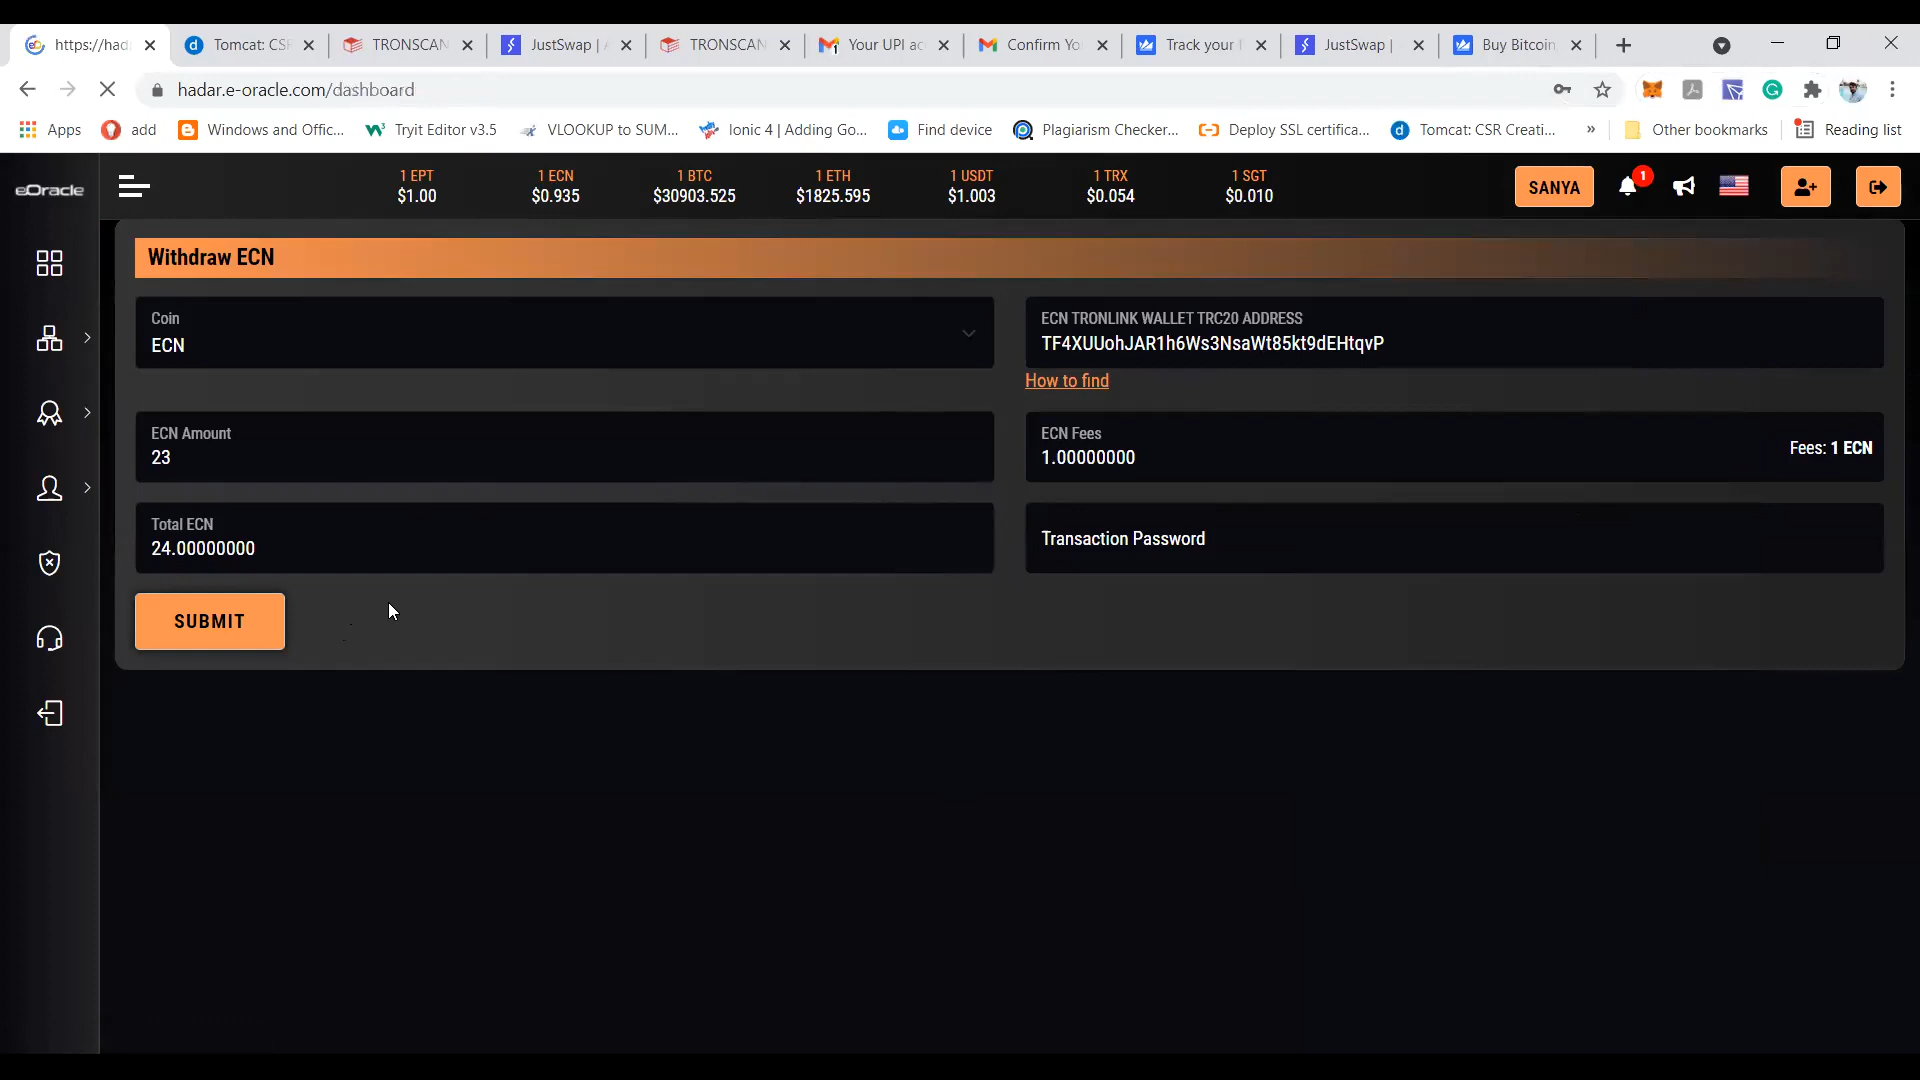 https://had
Tomcat: CSF
TRONSCAN
JustSwap | 
TRONSCAN
Your UPI ac
Confirm Yo
Track your
JustSwap |
Buy Bitcoin
hadar.e-oracle.com/dashboard
Apps
add
Windows and Offic...
Tryit Editor v3.5
VLOOKUP to SUM...
Ionic 4 | Adding Go...
Find device
Plagiarism Checker...
Deploy SSL certifica...
Tomcat: CSR Creati...
»
Other bookmarks
Reading list
eOracle
1 EPT
$1.00
1 ECN
$0.935
1 BTC
$30903.525
1 ETH
$1825.595
1 USDT
$1.003
1 TRX
$0.054
1 SGT
$0.010
SANYA
1
Withdraw ECN
Coin
ECN
ECN TRONLINK WALLET TRC20 ADDRESS
TF4XUUohJAR1h6Ws3NsaWt85kt9dEHtqvP
How to find
ECN Amount
23
ECN Fees
1.00000000
Fees: 1 ECN
Total ECN
24.00000000
Transaction Password
SUBMIT